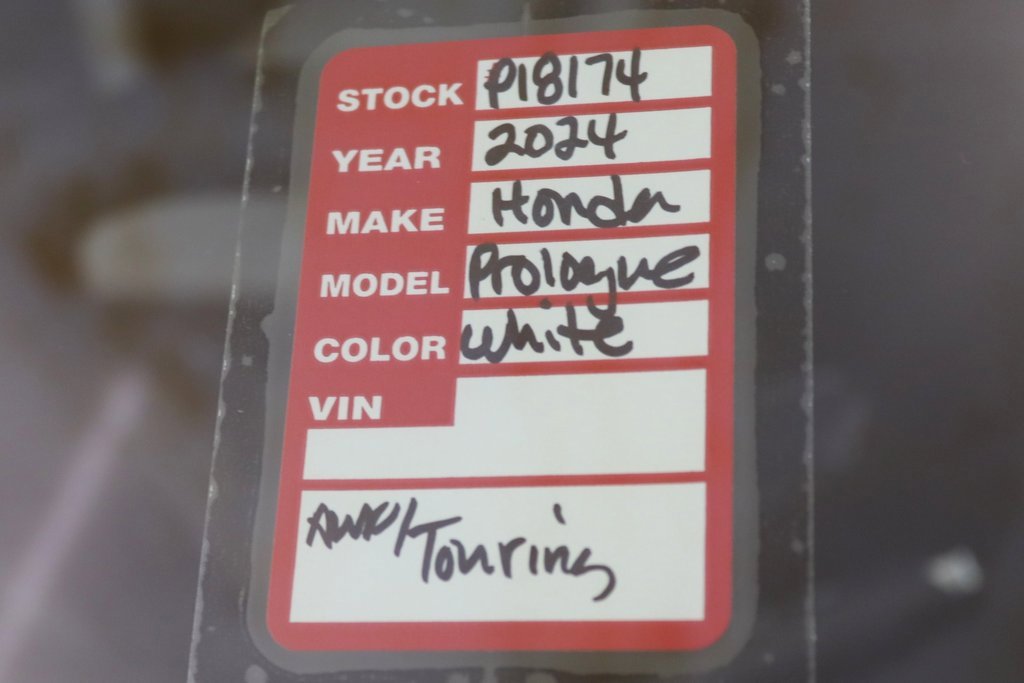 STOCK P18174
YEAR 2024
MAKE Honda
MODEL Prologue
COLOR White
VIN
AWD/Touring